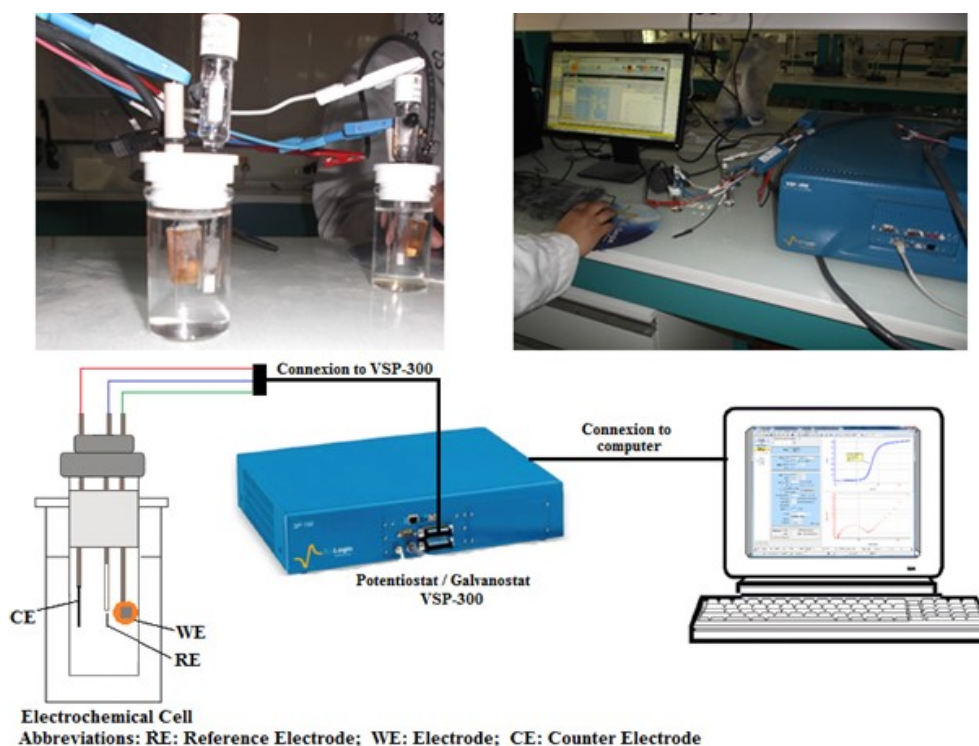 Connexion to VSP-300
Connexion to
computer
Potentiostat / Galvanostat
VSP-300
CE
WE
RE
Electrochemical Cell
Abbreviations: RE: Reference Electrode;  WE: Electrode;  CE: Counter Electrode